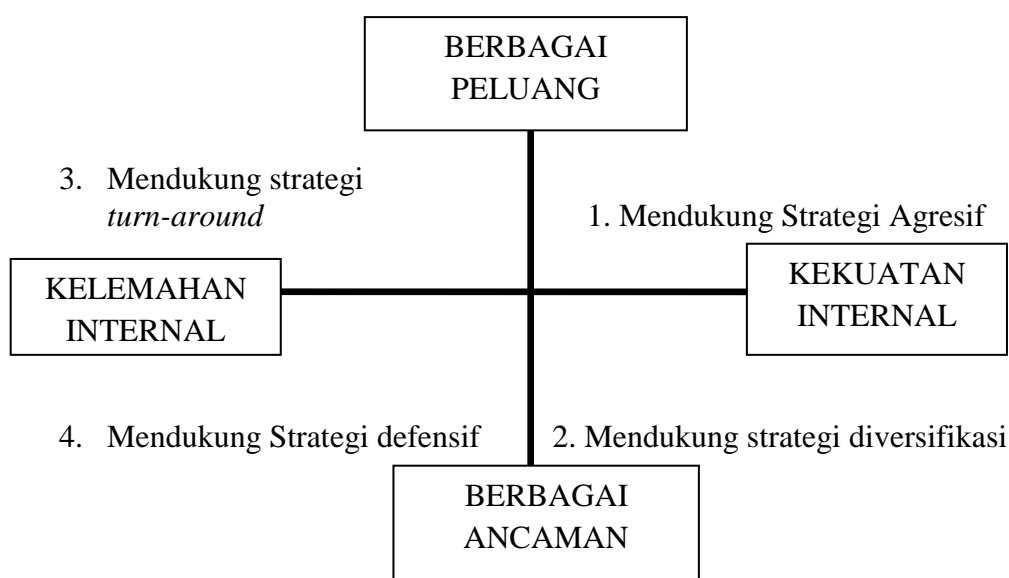 BERBAGAI
PELUANG
3. Mendukung strategi
turn-around
1. Mendukung Strategi Agresif
KELEMAHAN
INTERNAL
KEKUATAN
INTERNAL
4. Mendukung Strategi defensif
2. Mendukung strategi diversifikasi
BERBAGAI
ANCAMAN